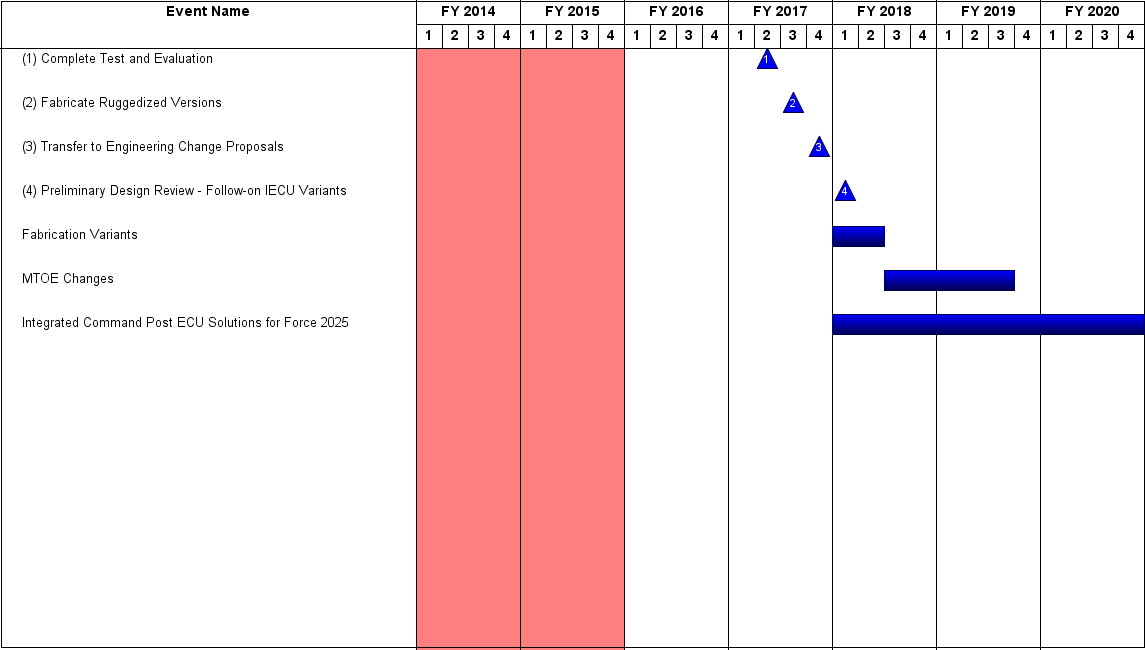 Event Name FY 2014 FY 2015 FY 2016 FY 2017 FY 2018 FY 2019 FY 2020
1 2 3 4 1 2 3 4 1 2 3 4 1 2 3 4 1 2 3 4 1 2 3 4 1 2 3 4
(1) Complete Test and Evaluation 1
(2) Fabricate Ruggedized Versions 2
(3) Transfer to Engineering Change Proposals 3
(4) Preliminary Design Review - Follow-on IECU Variants 4
Fabrication Variants
MTOE Changes
Integrated Command Post ECU Solutions for Force 2025